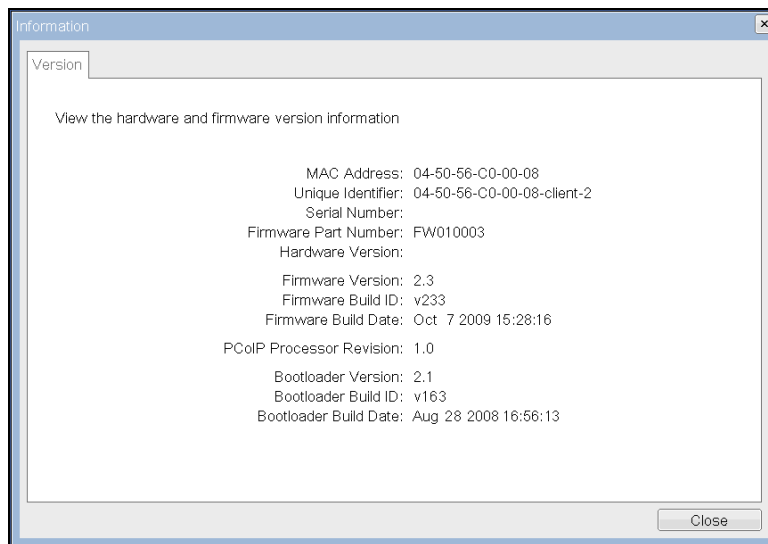 Information
Version
View the hardware and firmware version information
MAC Address: 04-50-56-C0-00-08
Unique Identifier: 04-50-56-C0-00-08-client-2
Serial Number:
Firmware Part Number: FW010003
Hardware Version:
Firmware Version: 2.3
Firmware Build ID: v233
Firmware Build Date: Oct  7 2009 15:28:16
PCoIP Processor Revision: 1.0
Bootloader Version: 2.1
Bootloader Build ID: v163
Bootloader Build Date: Aug 28 2008 16:56:13
Close